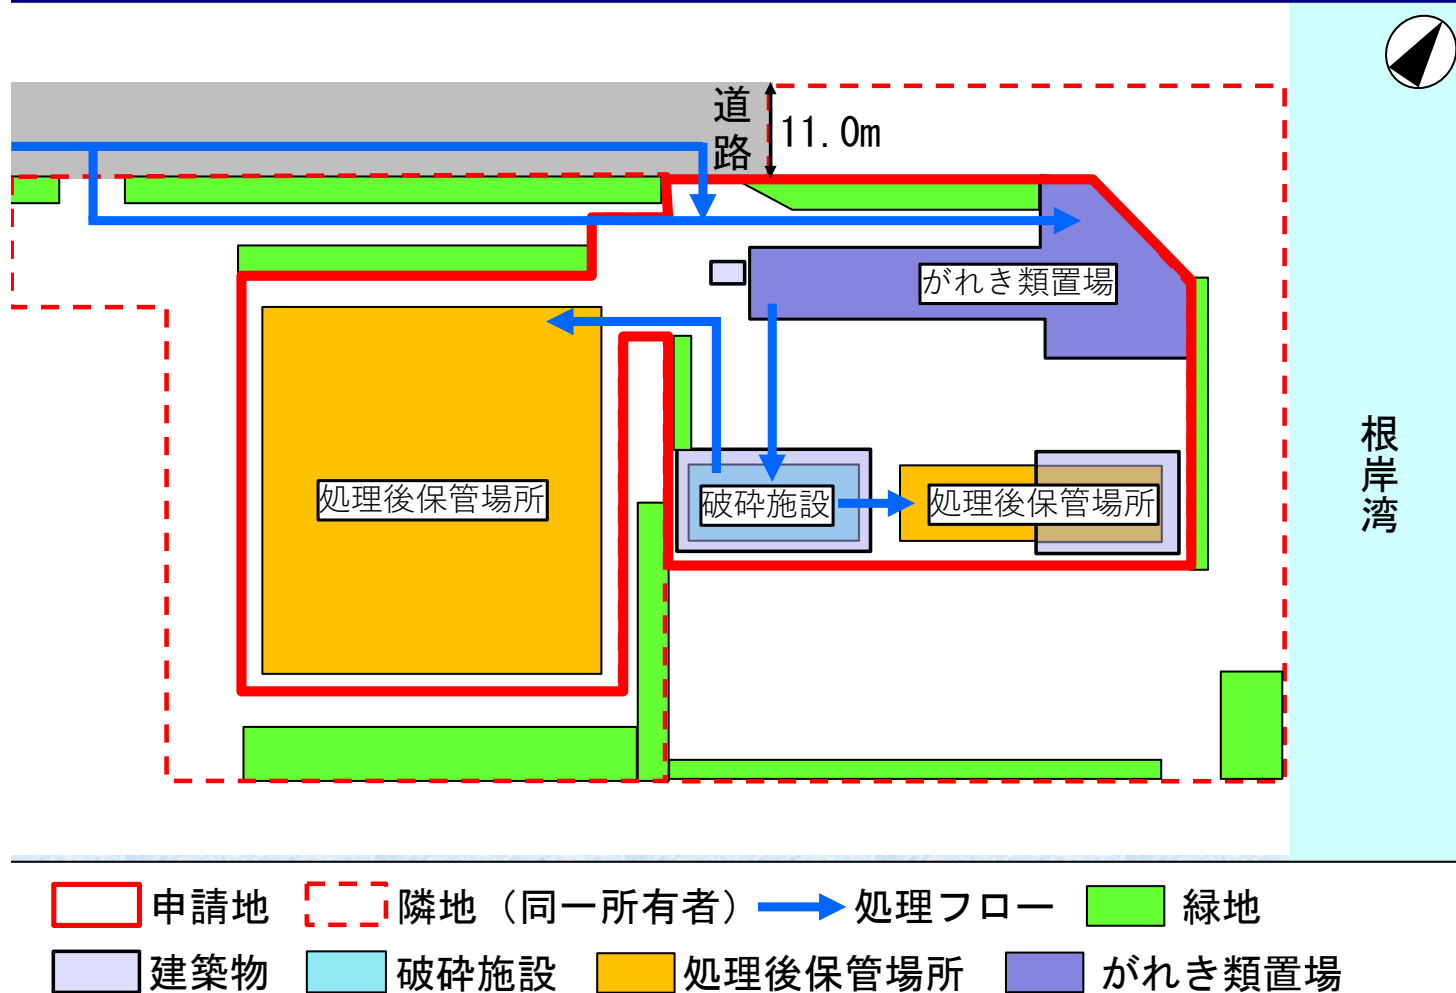 道路
11.0m
がれき類置場
処理後保管場所
破砕施設
処理後保管場所
根岸湾
申請地
隣地（同一所有者）
処理フロー
緑地
建築物
破砕施設
処理後保管場所
がれき類置場